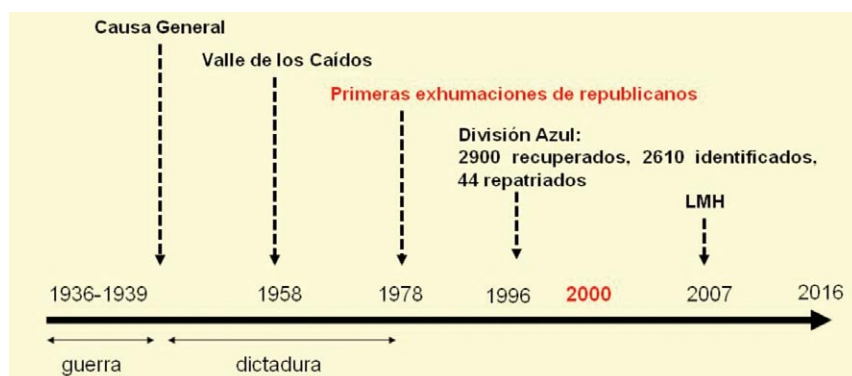 Causa General
Valle de los Caídos
Primeras exhumaciones de republicanos
División Azul:
2900 recuperados, 2610 identificados,
44 repatriados
LMH
1936-1939 1958 1978 1996 2000 2007 2016
guerra dictadura